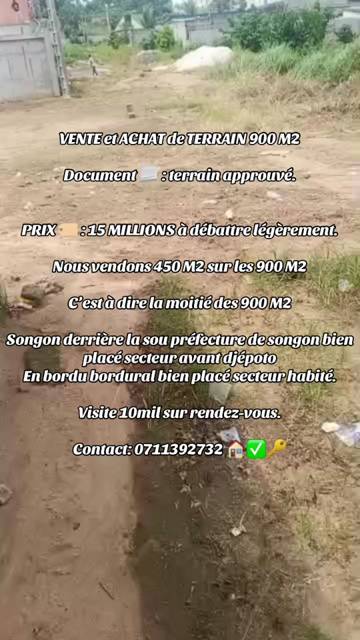 VENTE et ACHAT de TERRAIN 900 M2
Document 📄 : terrain approuvé.
PRIX 🧾 : 15 MILLIONS à débattre légèrement.
Nous vendons 450 M2 sur les 900 M2
C'est à dire la moitié des 900 M2
Songon derrière la sou préfecture de songon bien
placé secteur avant djépoto
En bordu bordural bien placé secteur habité.
Visite 10mil sur rendez-vous.
Contact: 0711392732 🏠✅🔑